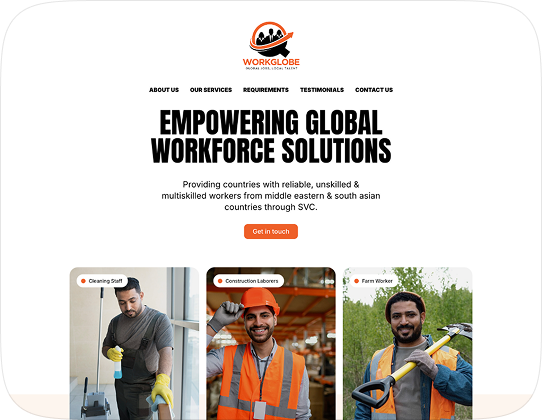 WORKGLOBE
GLOBAL JOBS, LOCAL TALENT
ABOUT US OUR SERVICES REQUIREMENTS TESTIMONIALS CONTACT US
EMPOWERING GLOBAL
WORKFORCE SOLUTIONS
Providing countries with reliable, unskilled &
multiskilled workers from middle eastern & south asian
countries through SVC.
Get in touch
Cleaning Staff Construction Laborers Farm Worker